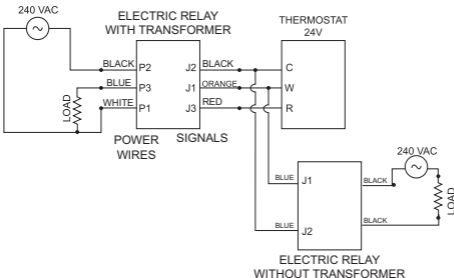 240 VAC
ELECTRIC RELAY
WITH TRANSFORMER
THERMOSTAT
24V
BLACK P2 J2 BLACK C
BLUE P3 J1 ORANGE W
WHITE P1 J3 RED R
LOAD
POWER
WIRES
SIGNALS
240 VAC
BLUE J1 BLACK
LOAD
BLUE J2 BLACK
ELECTRIC RELAY
WITHOUT TRANSFORMER